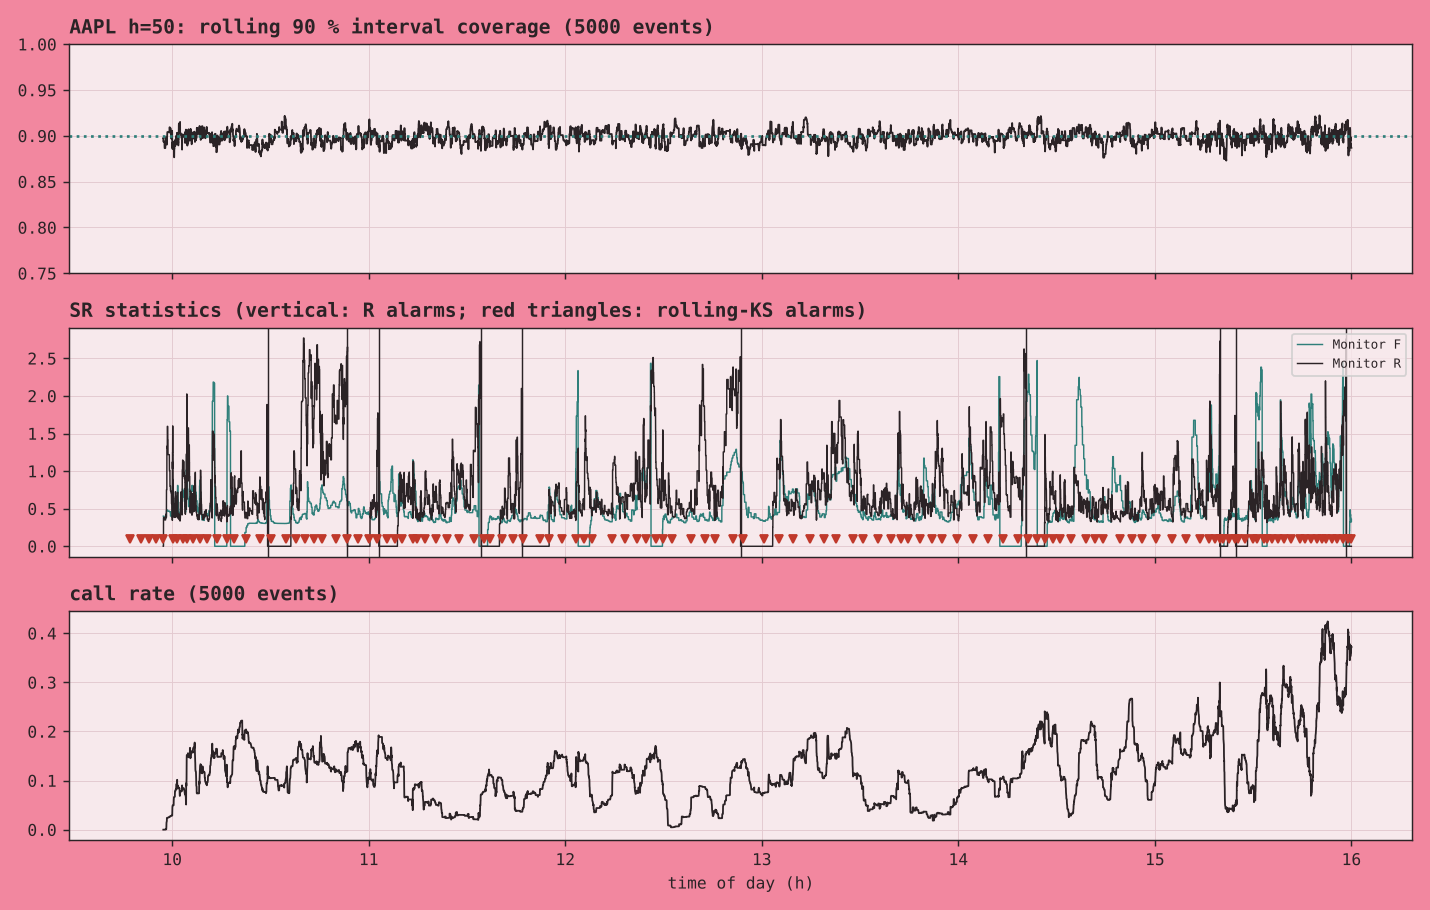 AAPL h=50: rolling 90 % interval coverage (5000 events)
1.00
0.95
0.90
0.85
0.80
0.75
SR statistics (vertical: R alarms; red triangles: rolling-KS alarms)
Monitor F
Monitor R
2.5
2.0
1.5
1.0
0.5
0.0
call rate (5000 events)
0.4
0.3
0.2
0.1
0.0
10 11 12 13 14 15 16
time of day (h)